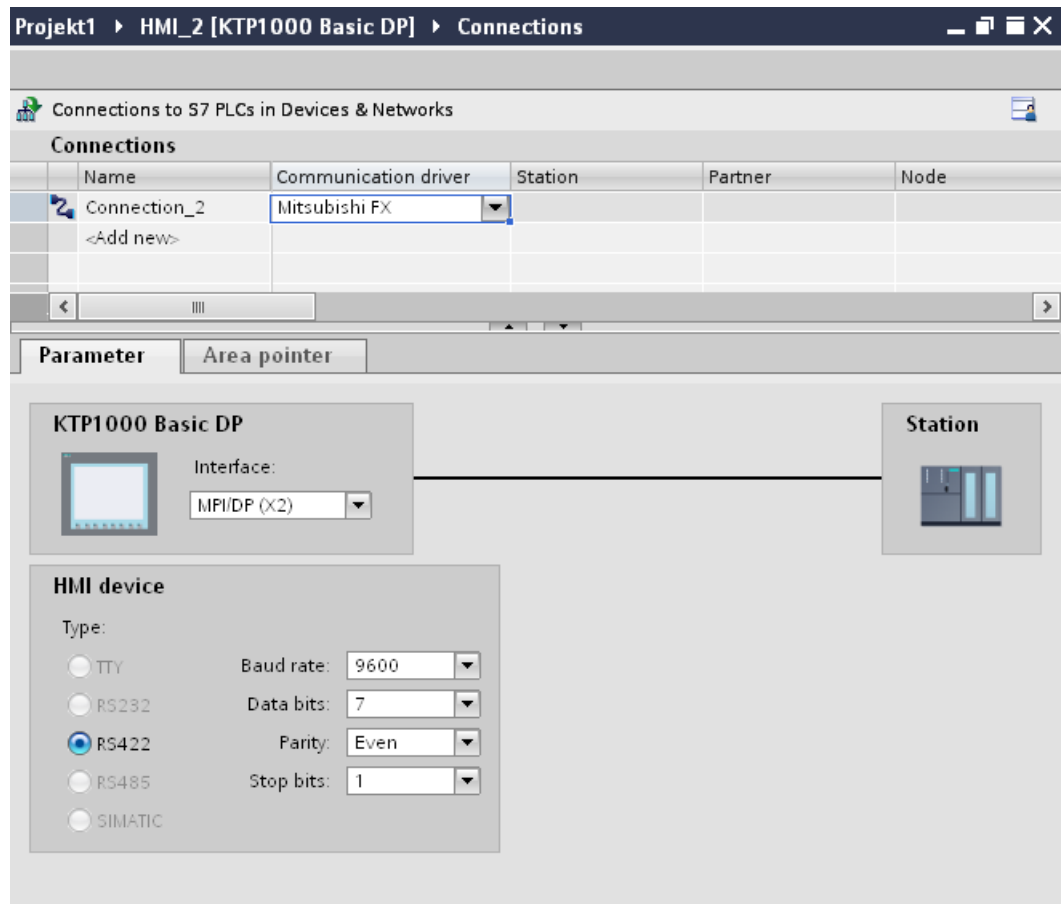 Projekt1 ▸ HMI_2 [KTP1000 Basic DP] ▸ Connections
Connections to S7 PLCs in Devices & Networks
Connections
Name Communication driver Station Partner Node
Connection_2 Mitsubishi FX
<Add new>
Parameter Area pointer
KTP1000 Basic DP Station
Interface:
MPI/DP (X2)
HMI device
Type:
TTY Baud rate: 9600
RS232 Data bits: 7
RS422 Parity: Even
RS485 Stop bits: 1
SIMATIC